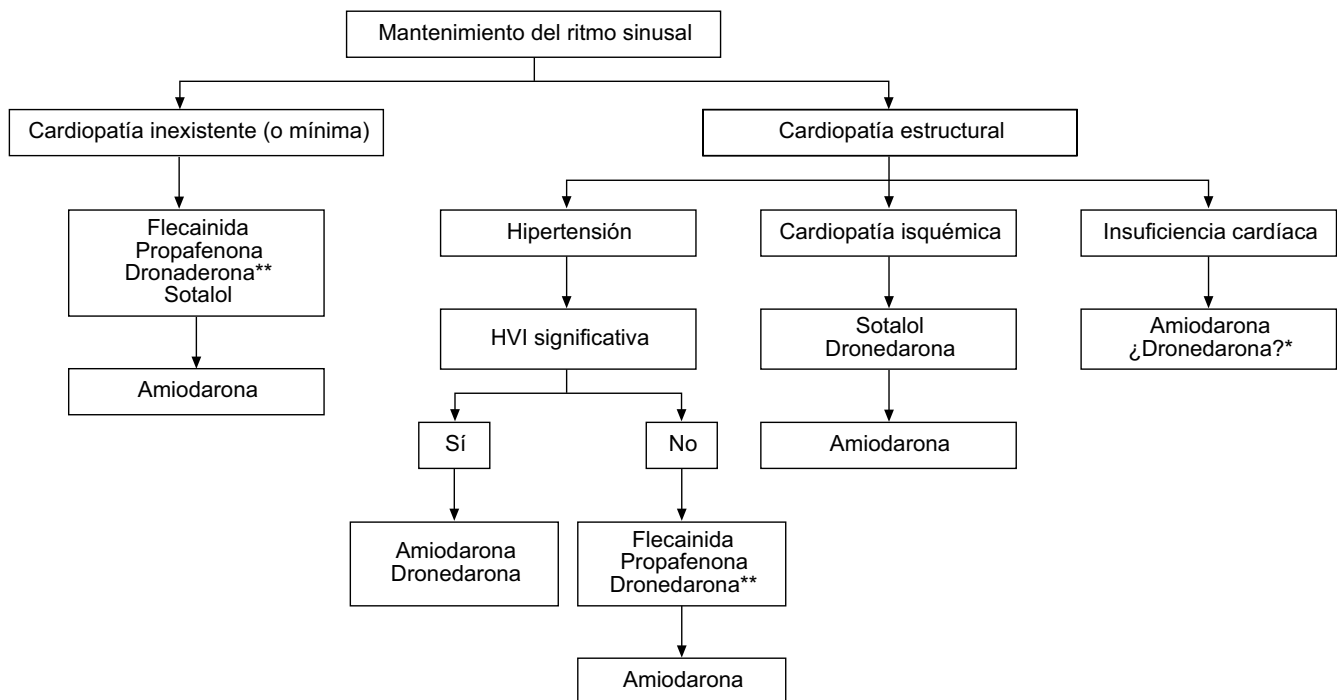 Mantenimiento del ritmo sinusal
Cardiopatía inexistente (o mínima)
Cardiopatía estructural
Flecainida
Propafenona
Dronaderona**
Sotalol
Hipertensión
Cardiopatía isquémica
Insuficiencia cardíaca
HVI significativa
Sotalol
Dronedarona
Amiodarona
¿Dronedarona?*
Amiodarona
Sí
No
Amiodarona
Amiodarona
Dronedarona
Flecainida
Propafenona
Dronedarona**
Amiodarona